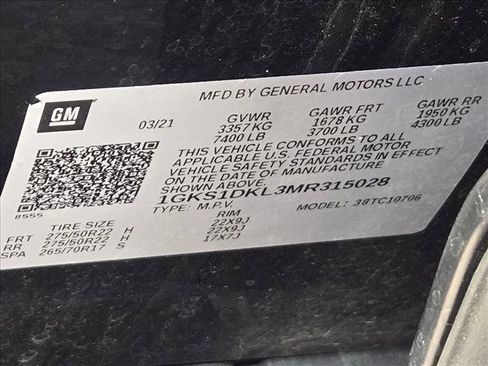 MFD BY GENERAL MOTORS LLC
GM
03/21 GVWR GAWR FRT GAWR RR
3357 KG 1678 KG 1950 KG
7400 LB 3700 LB 4300 LB
THIS VEHICLE CONFORMS TO ALL
APPLICABLE U.S. FEDERAL MOTOR
VEHICLE SAFETY STANDARDS IN EFFECT
ON THE DATE OF MANUFACTURE
SHOWN ABOVE.
1GKS1DKL3MR315028
TYPE: M.P.V. MODEL: 38TC10706
8555
TIRE SIZE RIM
FRT 275/50R22 H 22X9J
RR 275/50R22 H 22X9J
SPA 265/70R17 S 17X7J